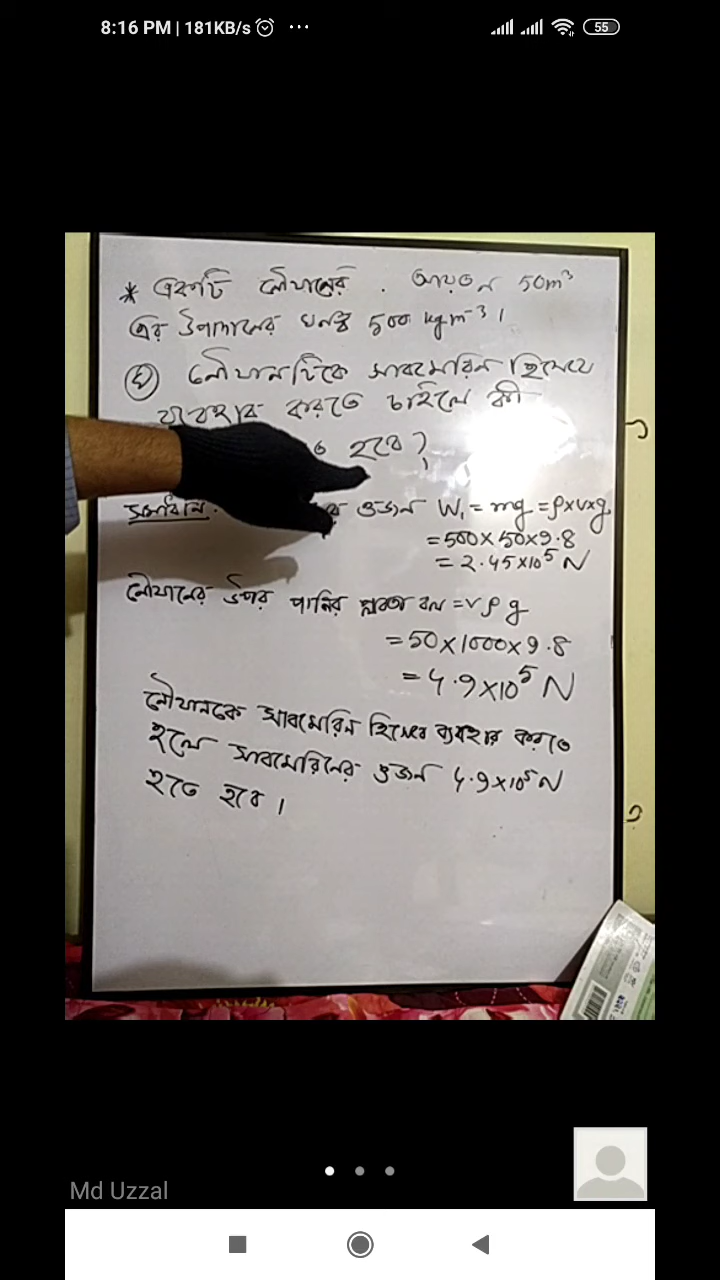 8:16 PM | 181KB/s ...
55
* একটি নৌযানের . আয়তন 50m³
এর উপাদানের ঘনত্ব 500 kgm⁻³।
ঘ নৌযানটিকে সাবমেরিন হিসেবে
ব্যবহার করতে চাইলে কী
হবে?
সমাধান: ওজন W₁ = mg = ρ×v×g
= 500×50×9.8
= 2.45×10⁵ N
নৌযানের উপর পানির প্লবতা বল = vρg
= 50×1000×9.8
= 4.9×10⁵ N
নৌযানকে সাবমেরিন হিসেবে ব্যবহার করতে
হলে সাবমেরিনের ওজন 4.9×10⁵ N
হতে হবে।
Md Uzzal